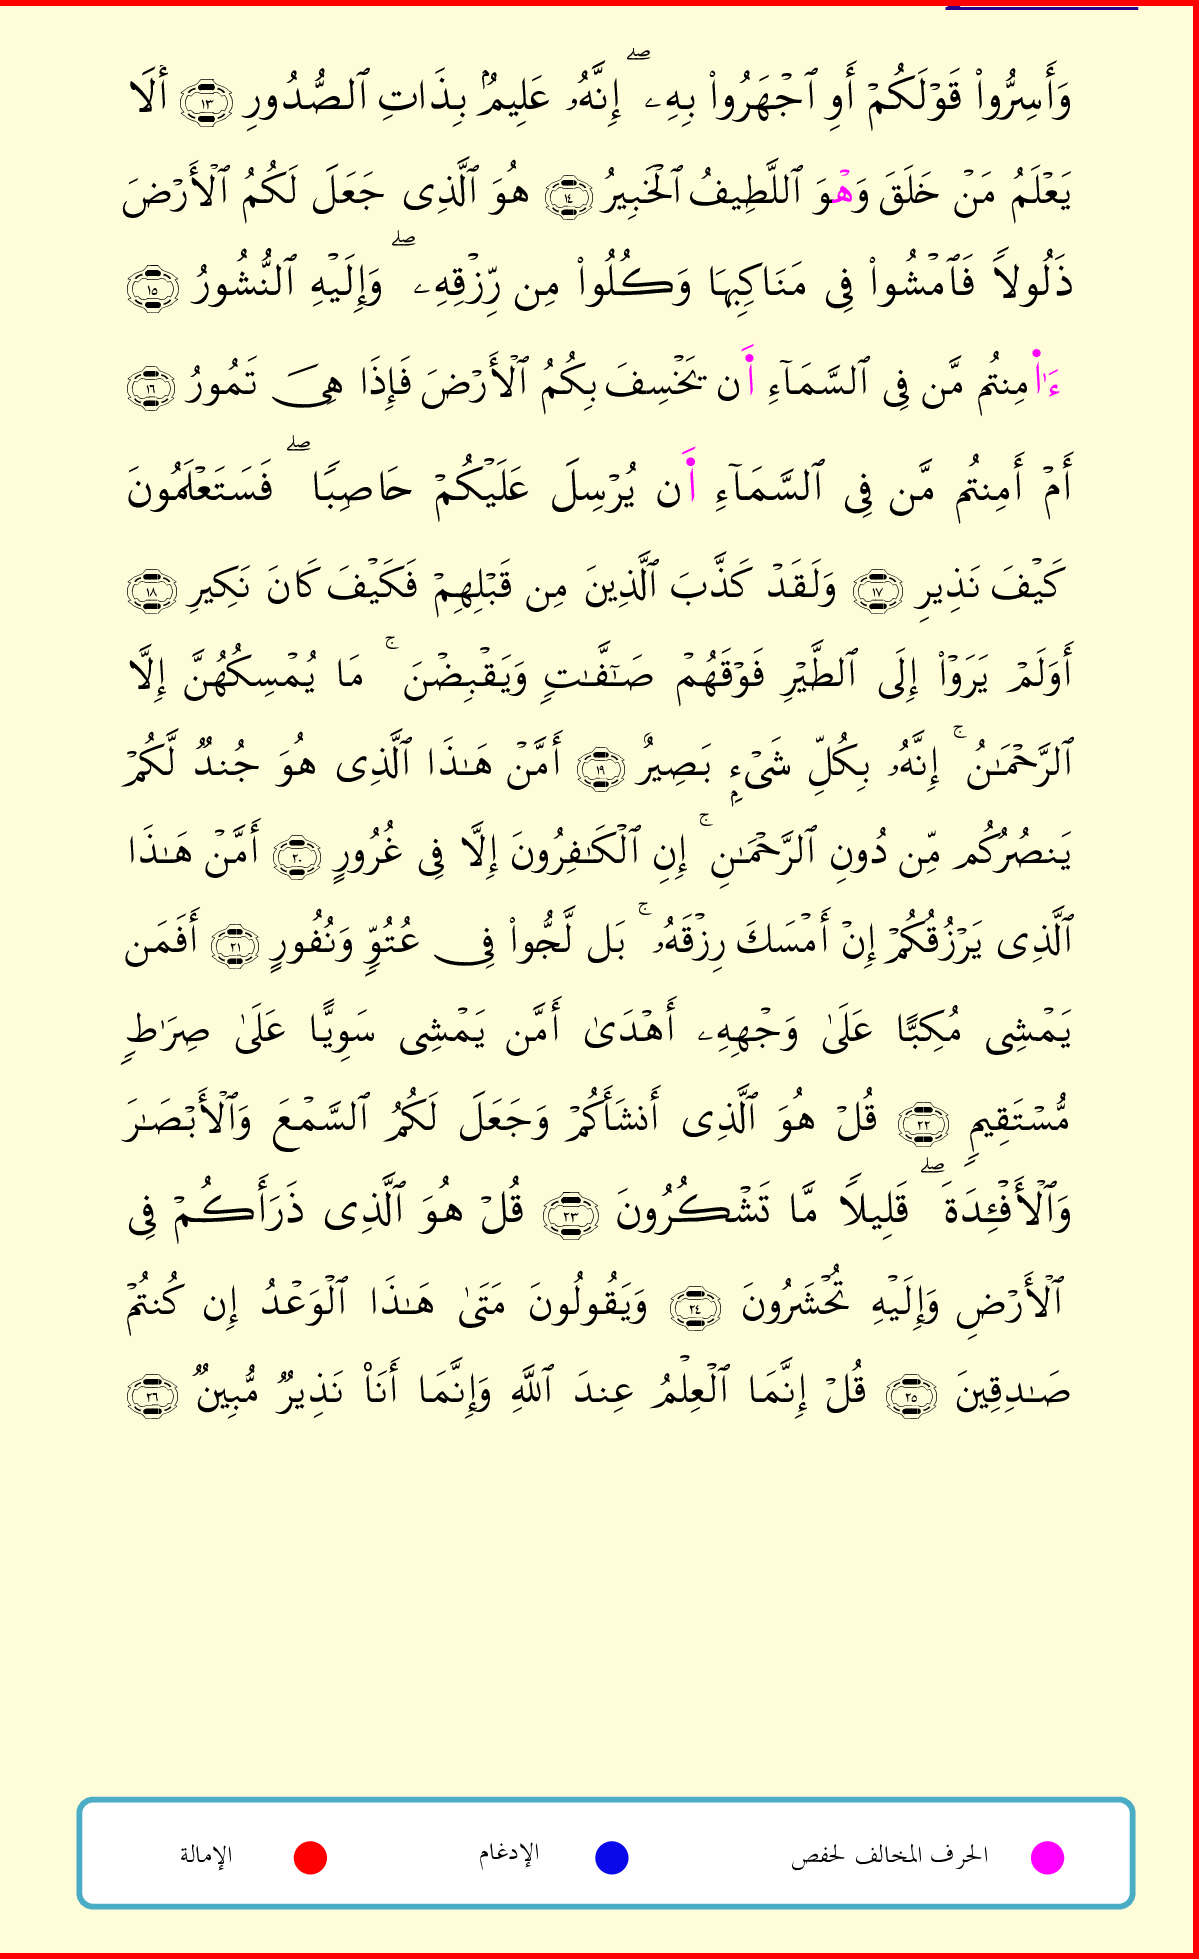 وَأَسِرُّوا۟ قَوْلَكُمْ أَوِ ٱجْهَرُوا۟ بِهِۦٓ ۖ إِنَّهُۥ عَلِيمٌۢ بِذَاتِ ٱلصُّدُورِ ١٣ أَلَا
يَعْلَمُ مَنْ خَلَقَ وَهْوَ ٱللَّطِيفُ ٱلْخَبِيرُ ١٤ هُوَ ٱلَّذِى جَعَلَ لَكُمُ ٱلْأَرْضَ
ذَلُولًا فَٱمْشُوا۟ فِى مَنَاكِبِهَا وَكُلُوا۟ مِن رِّزْقِهِۦ ۖ وَإِلَيْهِ ٱلنُّشُورُ ١٥
ءَا۬مِنتُم مَّن فِى ٱلسَّمَآءِ ا۬ن يَخْسِفَ بِكُمُ ٱلْأَرْضَ فَإِذَا هِىَ تَمُورُ ١٦
أَمْ أَمِنتُم مَّن فِى ٱلسَّمَآءِ ا۬ن يُرْسِلَ عَلَيْكُمْ حَاصِبًا ۖ فَسَتَعْلَمُونَ
كَيْفَ نَذِيرِ ١٧ وَلَقَدْ كَذَّبَ ٱلَّذِينَ مِن قَبْلِهِمْ فَكَيْفَ كَانَ نَكِيرِ ١٨
أَوَلَمْ يَرَوْا۟ إِلَى ٱلطَّيْرِ فَوْقَهُمْ صَـٰٓفَّـٰتٍ وَيَقْبِضْنَ ۚ مَا يُمْسِكُهُنَّ إِلَّا
ٱلرَّحْمَـٰنُ ۚ إِنَّهُۥ بِكُلِّ شَىْءٍۭ بَصِيرٌ ١٩ أَمَّنْ هَـٰذَا ٱلَّذِى هُوَ جُندٌ لَّكُمْ
يَنصُرُكُم مِّن دُونِ ٱلرَّحْمَـٰنِ ۚ إِنِ ٱلْكَـٰفِرُونَ إِلَّا فِى غُرُورٍ ٢٠ أَمَّنْ هَـٰذَا
ٱلَّذِى يَرْزُقُكُمْ إِنْ أَمْسَكَ رِزْقَهُۥ ۚ بَل لَّجُّوا۟ فِى عُتُوٍّ وَنُفُورٍ ٢١ أَفَمَن
يَمْشِى مُكِبًّا عَلَىٰ وَجْهِهِۦ أَهْدَىٰ أَمَّن يَمْشِى سَوِيًّا عَلَىٰ صِرَٰطٍ
مُّسْتَقِيمٍ ٢٢ قُلْ هُوَ ٱلَّذِى أَنشَأَكُمْ وَجَعَلَ لَكُمُ ٱلسَّمْعَ وَٱلْأَبْصَـٰرَ
وَٱلْأَفْـِٔدَةَ ۖ قَلِيلًا مَّا تَشْكُرُونَ ٢٣ قُلْ هُوَ ٱلَّذِى ذَرَأَكُمْ فِى
ٱلْأَرْضِ وَإِلَيْهِ تُحْشَرُونَ ٢٤ وَيَقُولُونَ مَتَىٰ هَـٰذَا ٱلْوَعْدُ إِن كُنتُمْ
صَـٰدِقِينَ ٢٥ قُلْ إِنَّمَا ٱلْعِلْمُ عِندَ ٱللَّهِ وَإِنَّمَا أَنَا۠ نَذِيرٌ مُّبِينٌ ٢٦
الحرف المخالف لحفص الإدغام الإمالة